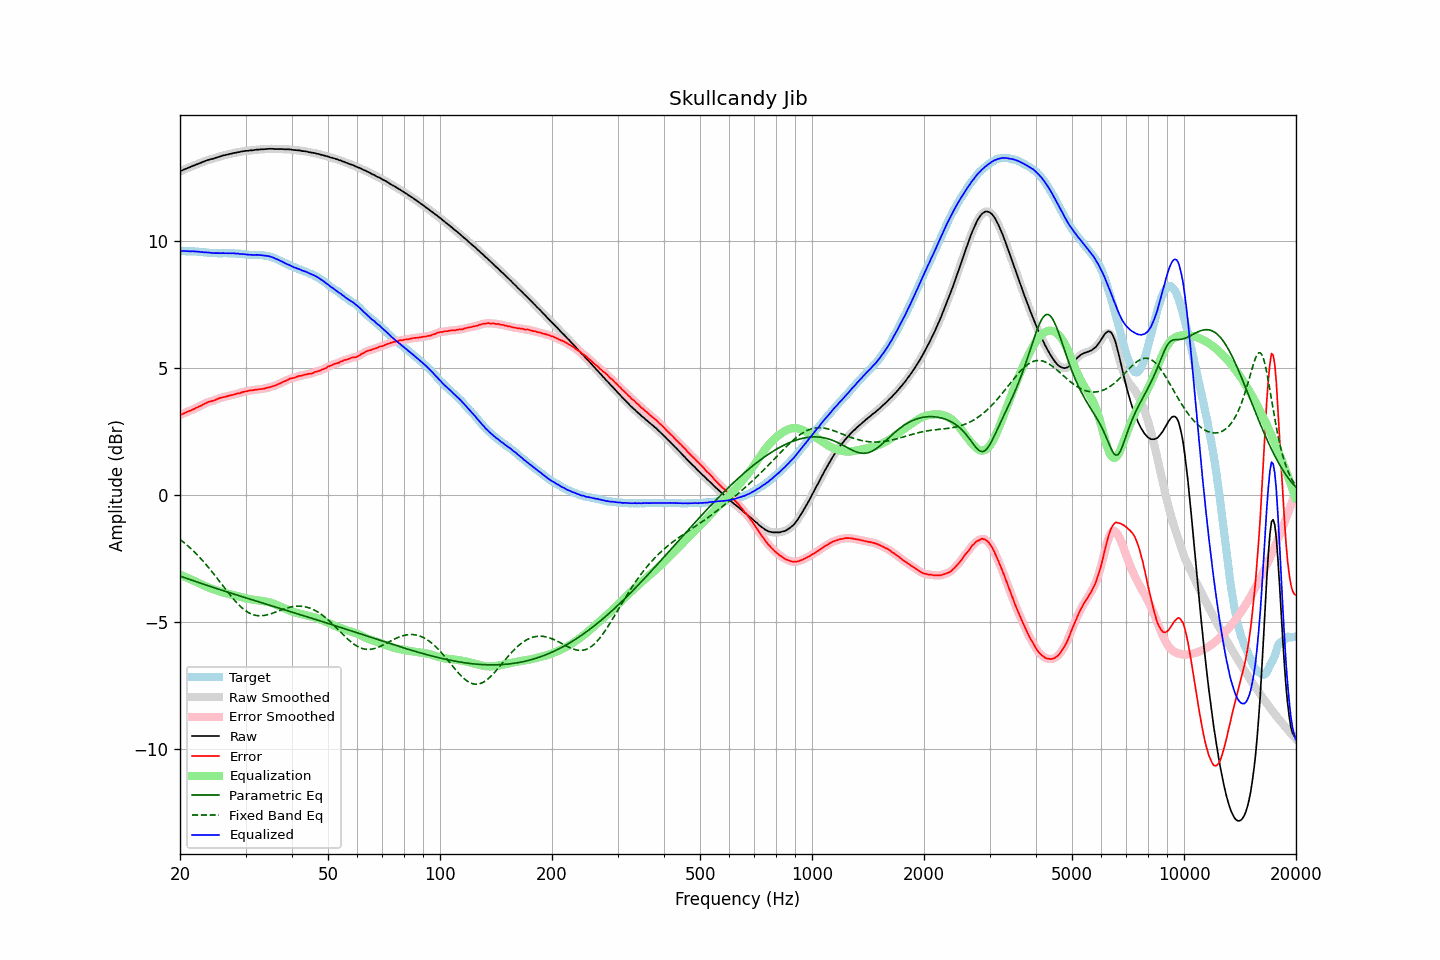 Skullcandy Jib
Amplitude (dBr)
10
5
0
−5
−10
Target
Raw Smoothed
Error Smoothed
Raw
Error
Equalization
Parametric Eq
Fixed Band Eq
Equalized
20 50 100 200 500 1000 2000 5000 10000 20000
Frequency (Hz)